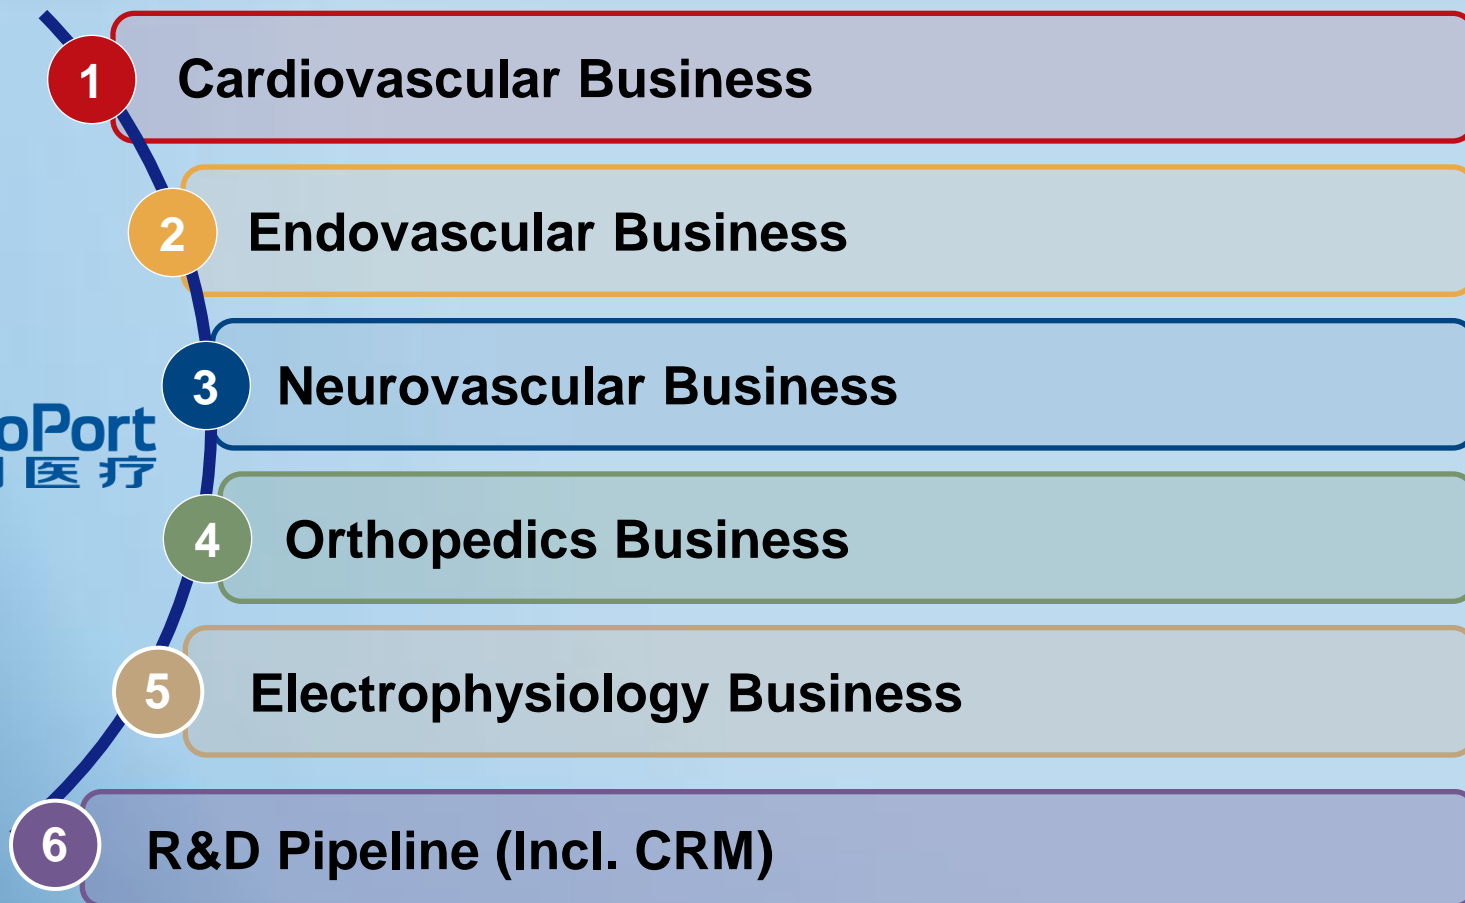 1 Cardiovascular Business
2 Endovascular Business
3 Neurovascular Business
oPort
医疗
4 Orthopedics Business
5 Electrophysiology Business
6 R&D Pipeline (Incl. CRM)